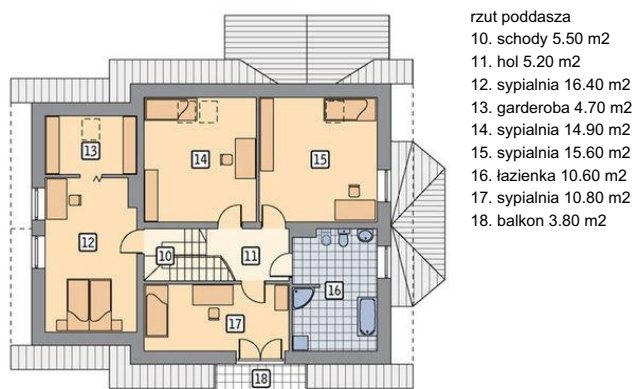 rzut poddasza
10. schody 5.50 m2
11. hol 5.20 m2
12. sypialnia 16.40 m2
13. garderoba 4.70 m2
14. sypialnia 14.90 m2
15. sypialnia 15.60 m2
16. łazienka 10.60 m2
17. sypialnia 10.80 m2
18. balkon 3.80 m2
13
14
15
12
10
11
16
17
18